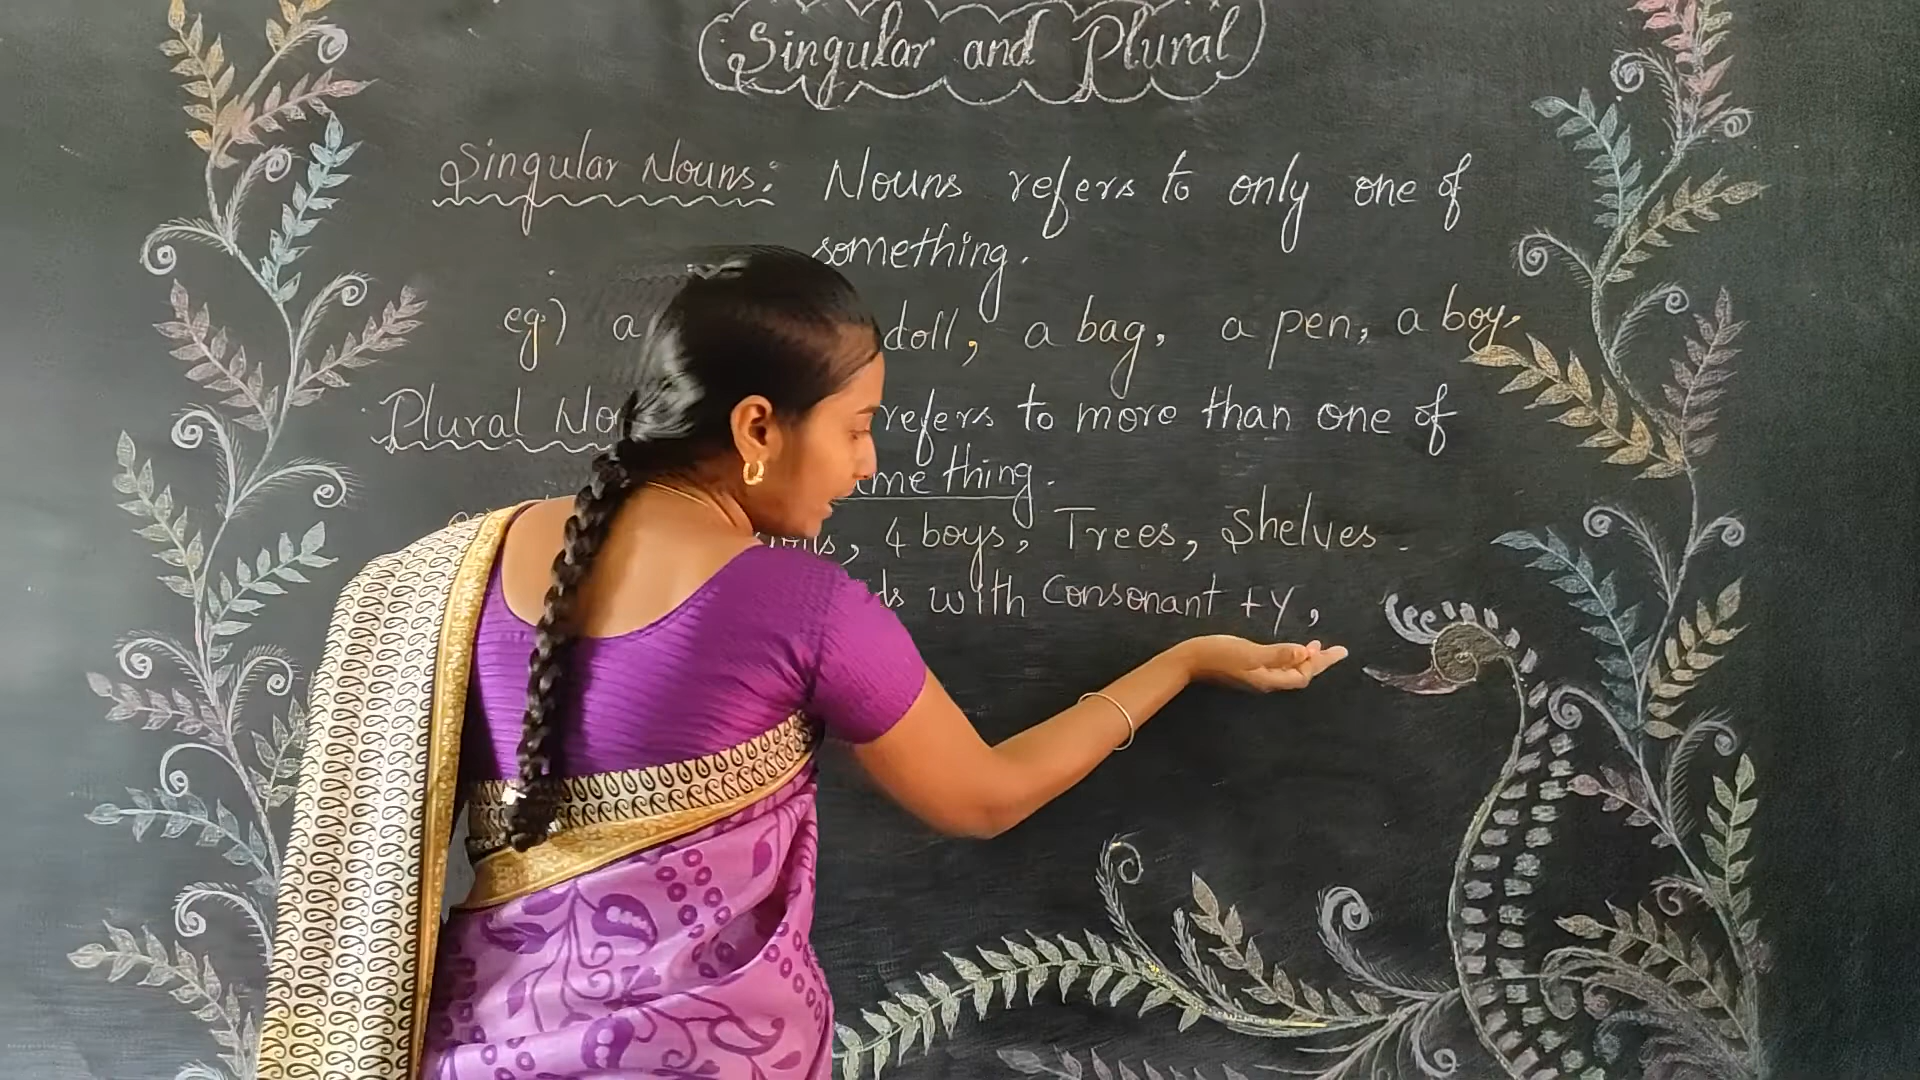 Singular and Plural
Singular Nouns: Nouns refers to only one of
something.
eg) a doll, a bag, a pen, a boy.
Plural refers to more than one of
thing.
4 boys, Trees, Shelves.
with Consonant + Y,